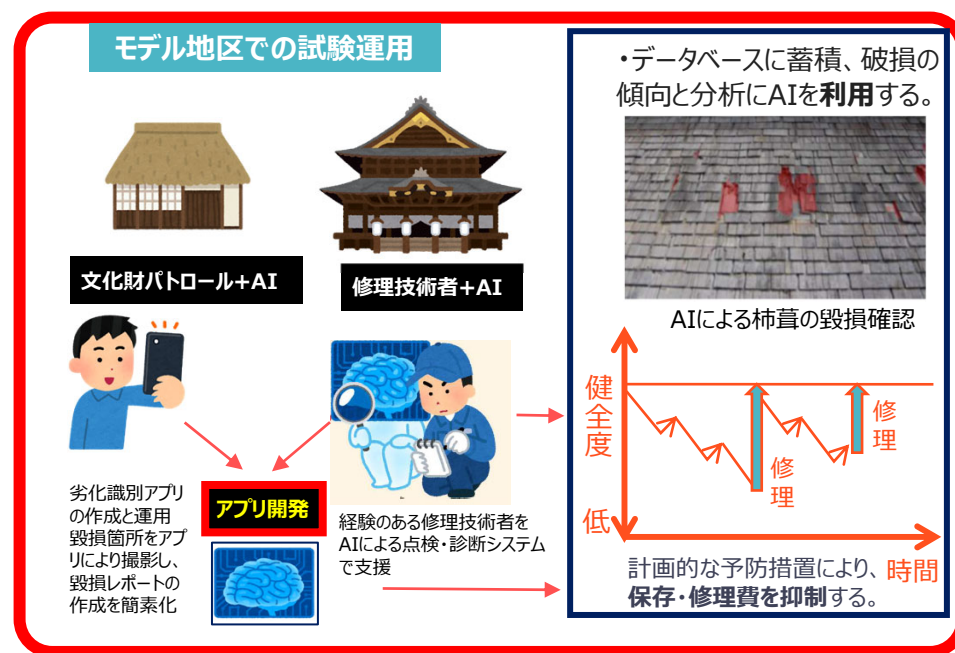 モデル地区での試験運用
文化財パトロール+AI
修理技術者+AI
劣化識別アプリ
の作成と運用
毀損箇所をアプ
リにより撮影し、
毀損レポートの
作成を簡素化
アプリ開発
経験のある修理技術者を
AIによる点検・診断システム
で支援
・データベースに蓄積、破損の
傾向と分析にAIを利用する。
AIによる柿葺の毀損確認
健全度
低
修理
修理
時間
計画的な予防措置により、
保存・修理費を抑制する。